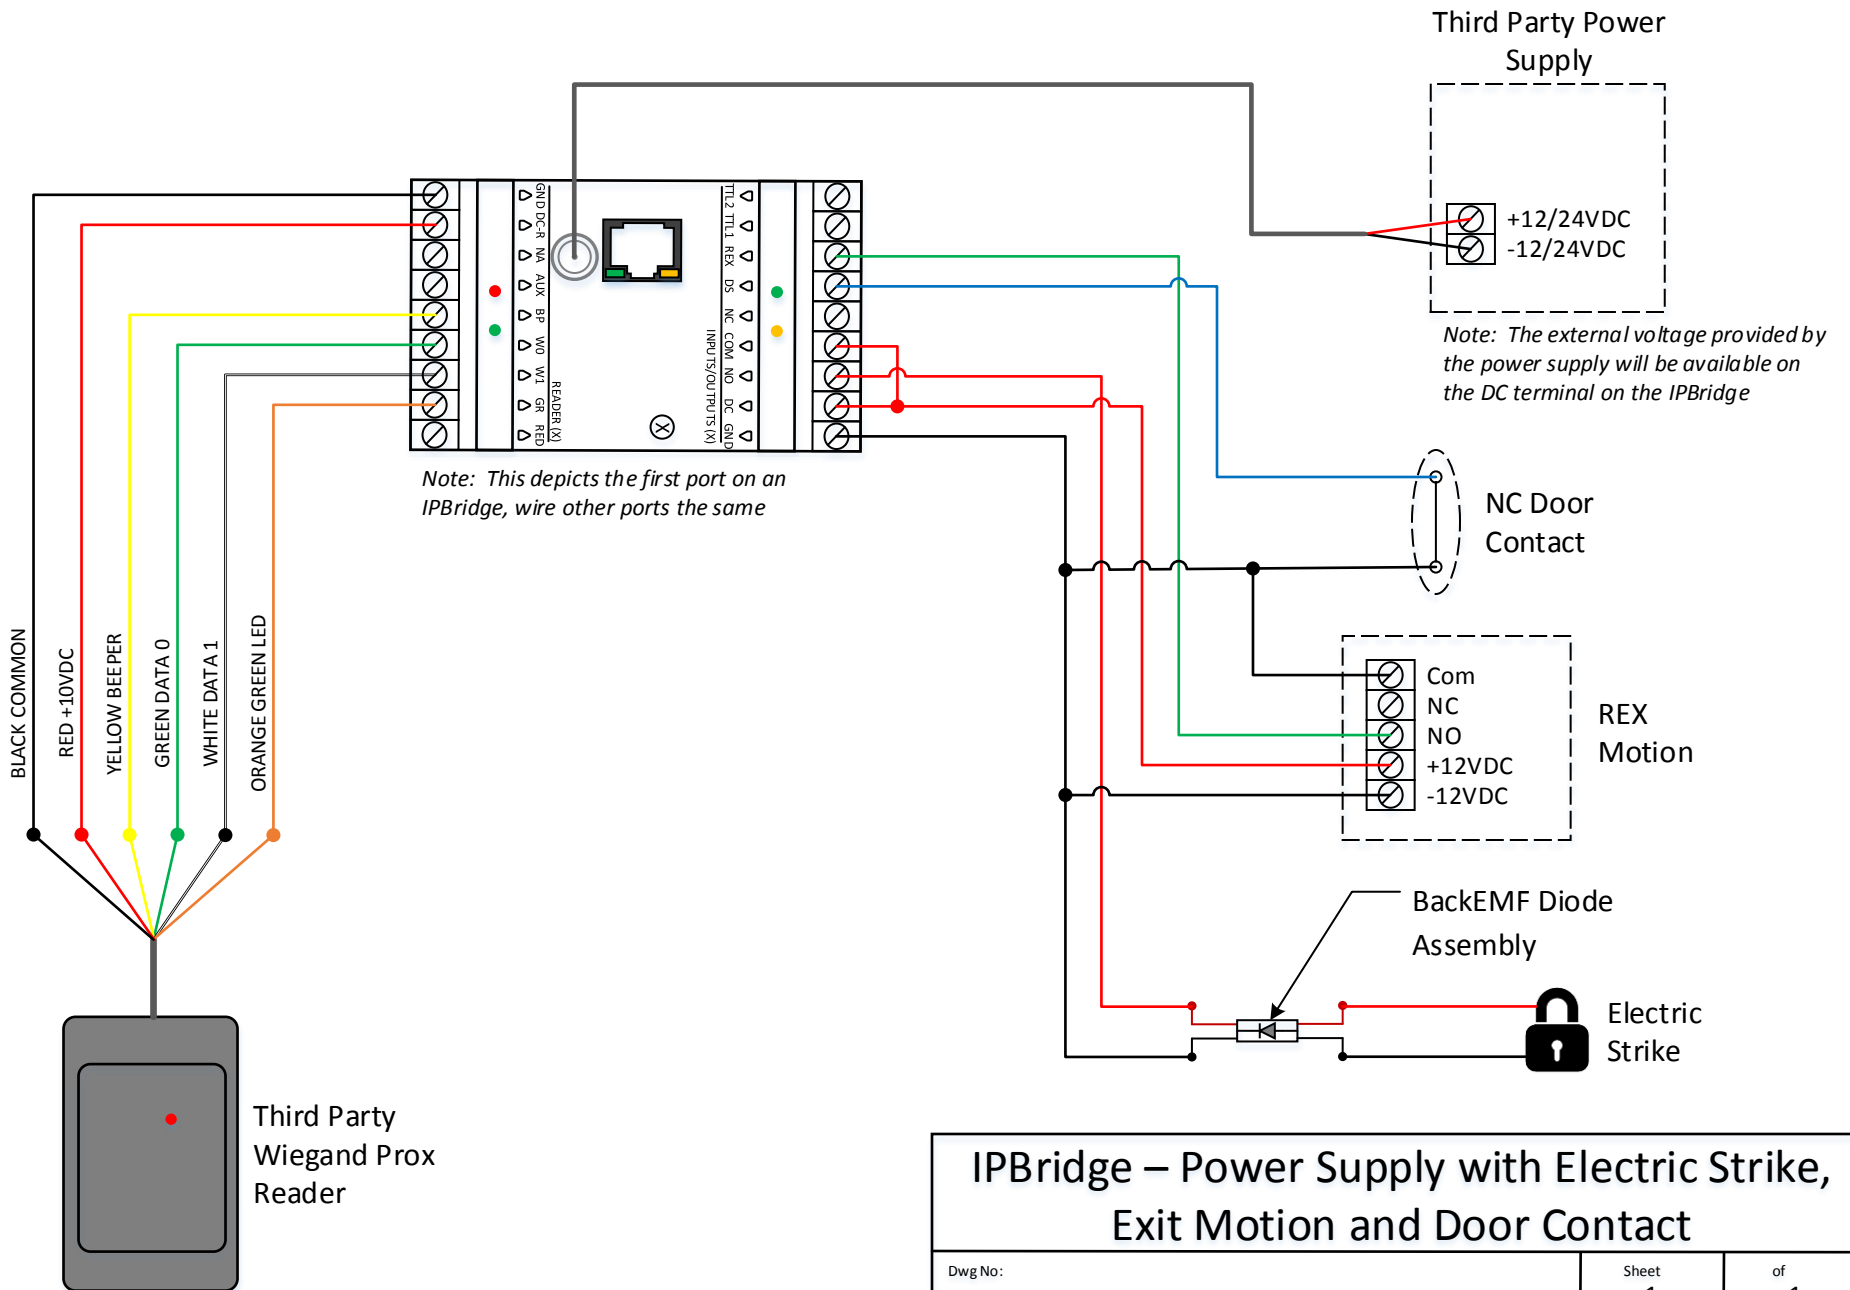 Third Party Power
Supply
+12/24VDC
-12/24VDC
Note: The external voltage provided by
the power supply will be available on
the DC terminal on the IPBridge
GND
DC-R
NA
AUX
BP
W0
W1
GR
RED
READER (X)
TTL2
TTL1
REX
DS
NC
COM
NO
DC
GND
INPUTS/OUTPUTS (X)
X
Note: This depicts the first port on an
IPBridge, wire other ports the same
NC Door
Contact
BLACK COMMON
RED +10VDC
YELLOW BEEPER
GREEN DATA 0
WHITE DATA 1
ORANGE GREEN LED
Com
NC
NO
+12VDC
-12VDC
REX
Motion
BackEMF Diode
Assembly
Electric
Strike
Third Party
Wiegand Prox
Reader
IPBridge – Power Supply with Electric Strike,
Exit Motion and Door Contact
Dwg No:
Sheet
of